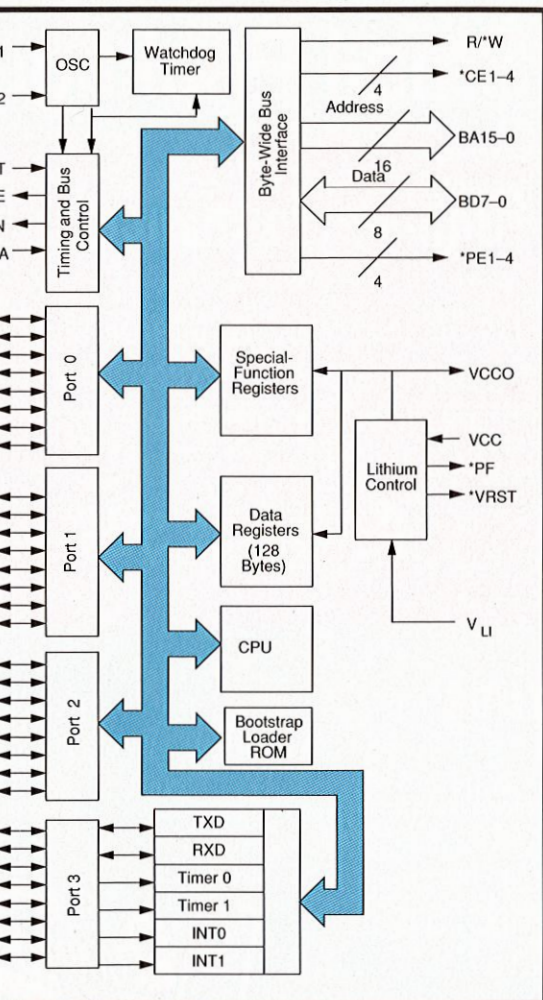 1
2
OSC
Watchdog
Timer
T
E
N
A
Timing and Bus
Control
Byte-Wide Bus
Interface
R/*W
*CE1–4
4
Address
BA15–0
16
Data
BD7–0
8
*PE1–4
4
Port 0
Special-
Function
Registers
VCCO
Lithium
Control
VCC
*PF
*VRST
VLI
Port 1
Data
Registers
(128
Bytes)
CPU
Port 2
Bootstrap
Loader
ROM
Port 3
TXD
RXD
Timer 0
Timer 1
INT0
INT1